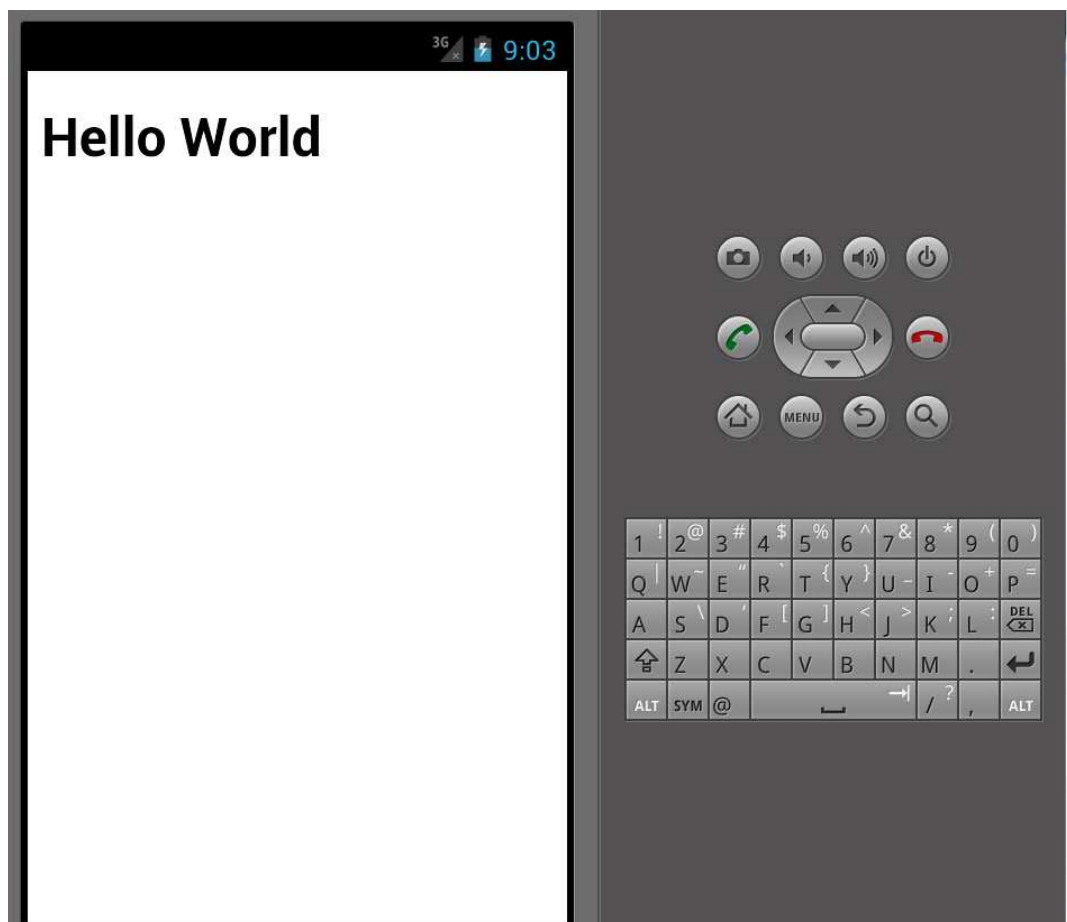 3G 9:03
Hello World
MENU
1 ! 2 @ 3 # 4 $ 5 % 6 ^ 7 & 8 * 9 ( 0 )
Q | W ~ E " R ` T { Y } U _ I - O + P =
A S \ D ' F [ G ] H < J > K ; L : DEL
Z X C V B N M .
ALT SYM @ / ? , ALT